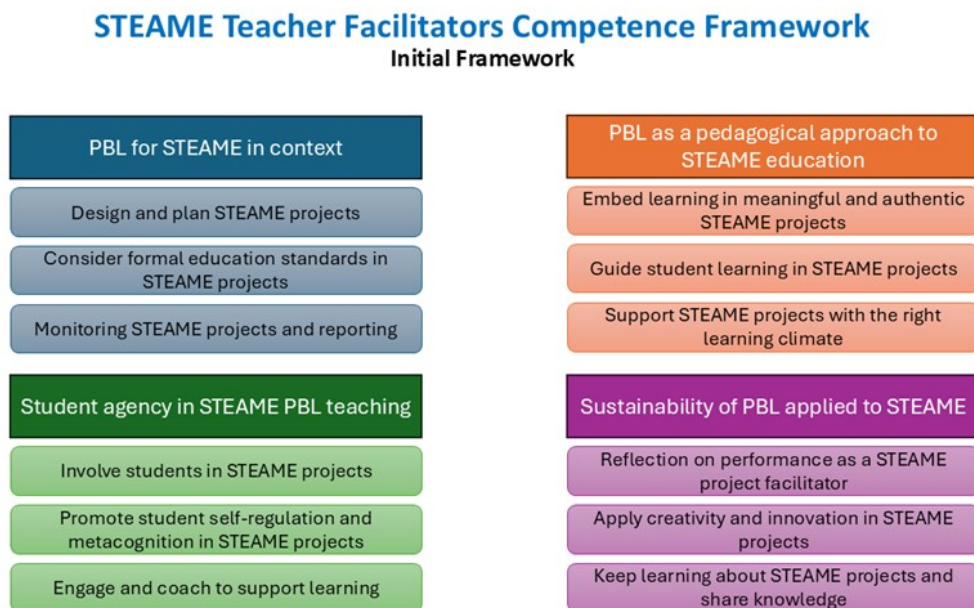 STEAME Teacher Facilitators Competence Framework
Initial Framework
PBL for STEAME in context
Design and plan STEAME projects
Consider formal education standards in
STEAME projects
Monitoring STEAME projects and reporting
PBL as a pedagogical approach to
STEAME education
Embed learning in meaningful and authentic
STEAME projects
Guide student learning in STEAME projects
Support STEAME projects with the right
learning climate
Student agency in STEAME PBL teaching
Involve students in STEAME projects
Promote student self-regulation and
metacognition in STEAME projects
Engage and coach to support learning
Sustainability of PBL applied to STEAME
Reflection on performance as a STEAME
project facilitator
Apply creativity and innovation in STEAME
projects
Keep learning about STEAME projects and
share knowledge